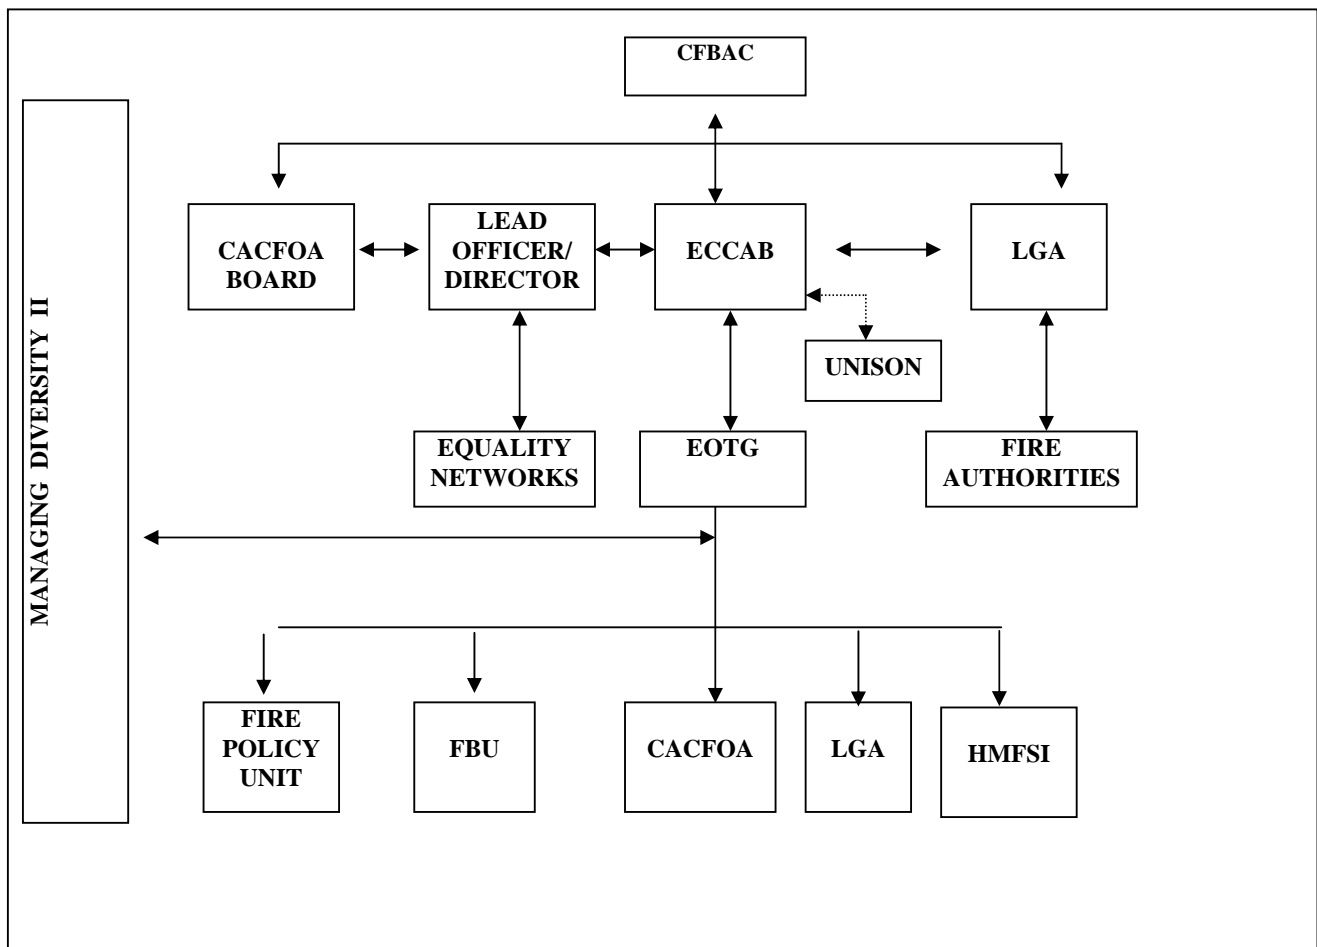 CFBAC
MANAGING DIVERSITY II
CACFOA
BOARD
LEAD
OFFICER/
DIRECTOR
ECCAB
LGA
UNISON
EQUALITY
NETWORKS
EOTG
FIRE
AUTHORITIES
FIRE
POLICY
UNIT
FBU
CACFOA
LGA
HMFSI